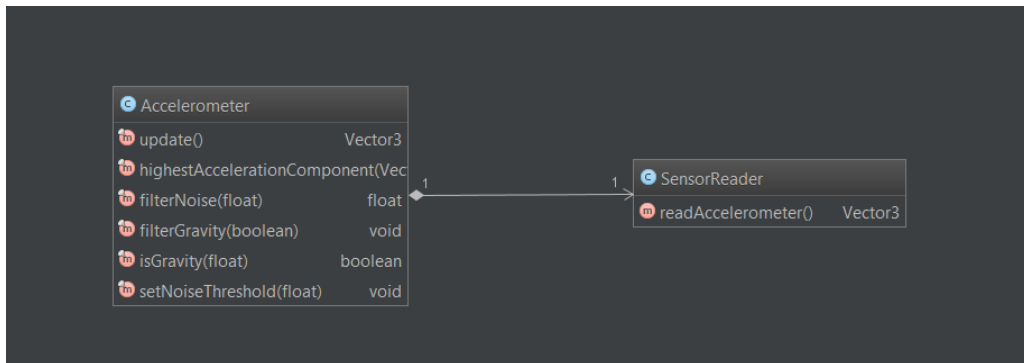 C Accelerometer
m update() Vector3
m highestAccelerationComponent(Vec
m filterNoise(float) float
m filterGravity(boolean) void
m isGravity(float) boolean
m setNoiseThreshold(float) void
1 1
C SensorReader
m readAccelerometer() Vector3